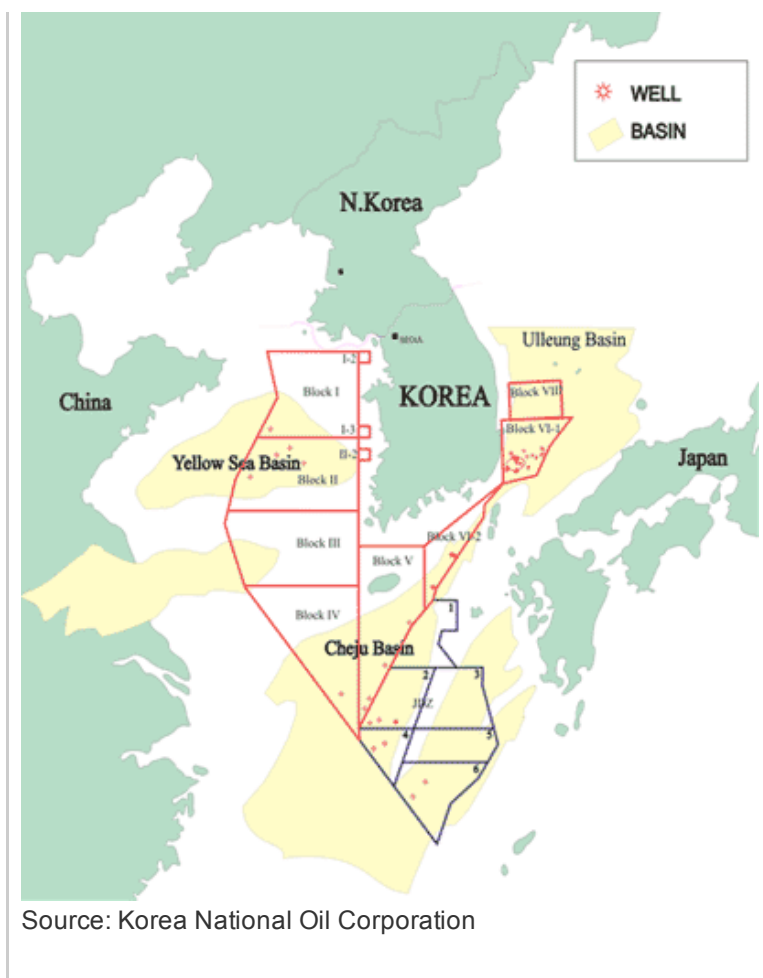 WELL
BASIN
N.Korea
SEOUL
Ulleung Basin
I-2
Block I
KOREA
Block VII
China
I-3
Block VI-1
II-2
Yellow Sea Basin
Block II
Japan
Block III
Block VI-2
Block V
Block IV
1
Cheju Basin
2
3
JDZ
4
5
6
Source: Korea National Oil Corporation